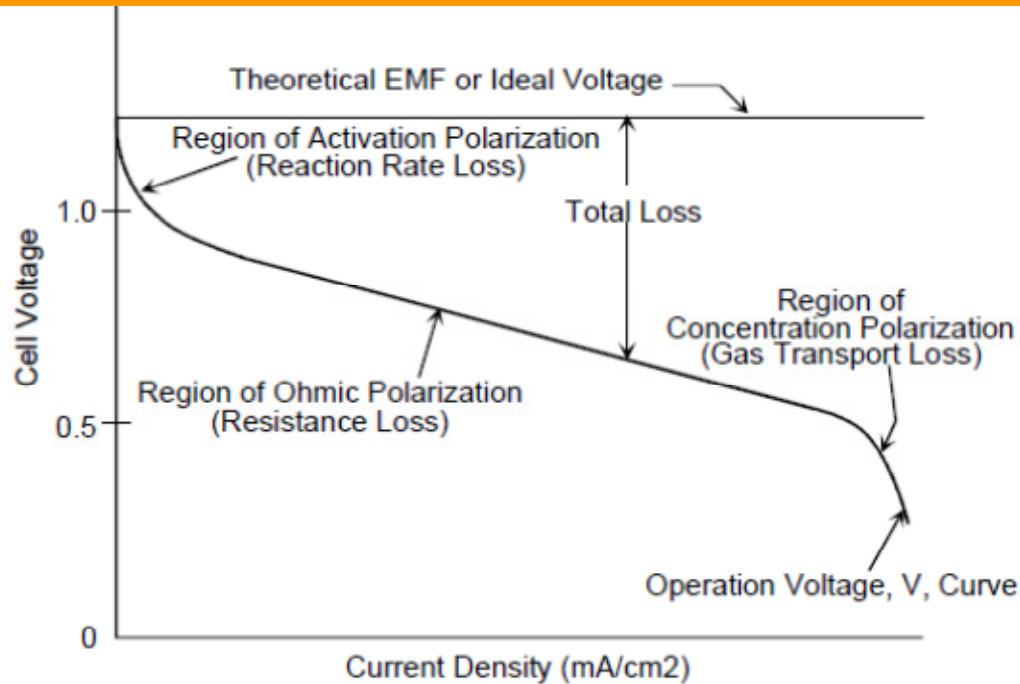 Theoretical EMF or Ideal Voltage
Region of Activation Polarization
(Reaction Rate Loss)
1.0
Total Loss
Cell Voltage
Region of
Concentration Polarization
(Gas Transport Loss)
Region of Ohmic Polarization
(Resistance Loss)
0.5
Operation Voltage, V, Curve
0
Current Density (mA/cm2)